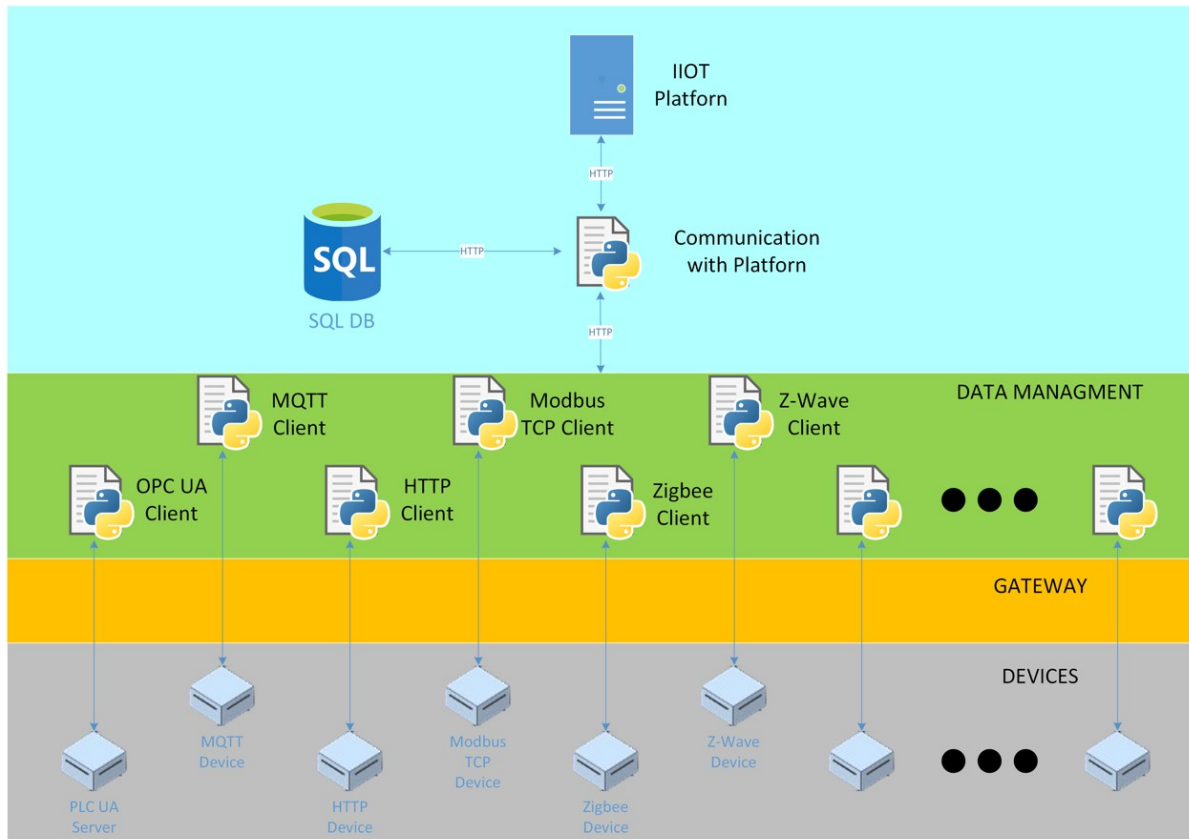 IIOT
Platforn
HTTP
SQL
HTTP
Communication
with Platforn
SQL DB
HTTP
DATA MANAGMENT
MQTT
Client
Modbus
TCP Client
Z-Wave
Client
OPC UA
Client
HTTP
Client
Zigbee
Client
GATEWAY
DEVICES
MQTT
Device
Modbus
TCP
Device
Z-Wave
Device
PLC UA
Server
HTTP
Device
Zigbee
Device